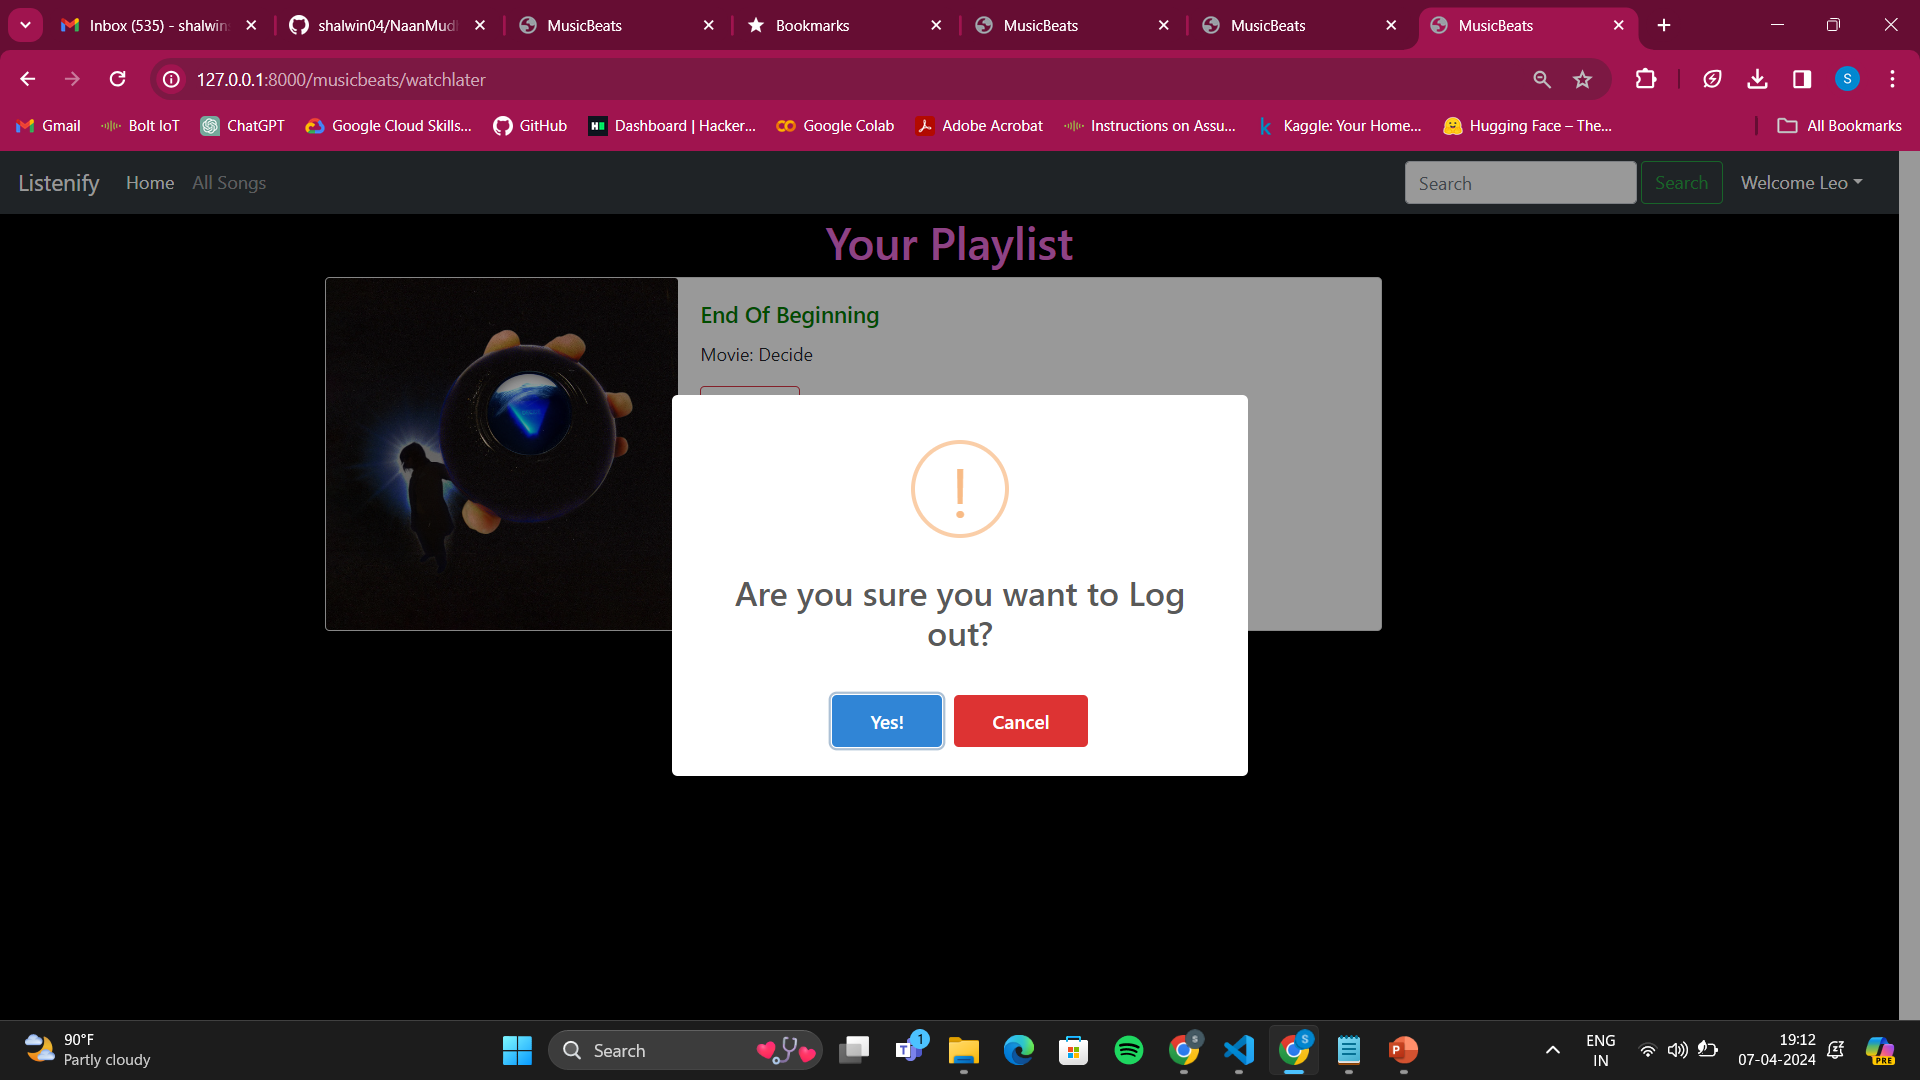 Inbox (535) - shalwin
shalwin04/NaanMudh
MusicBeats
Bookmarks
MusicBeats
MusicBeats
MusicBeats
127.0.0.1:8000/musicbeats/watchlater
S
Gmail
Bolt IoT
ChatGPT
Google Cloud Skills...
GitHub
Dashboard | Hacker...
Google Colab
Adobe Acrobat
Instructions on Assu...
Kaggle: Your Home...
Hugging Face – The...
All Bookmarks
Listenify
Home
All Songs
Search
Search
Welcome Leo
Your Playlist
End Of Beginning
Movie: Decide
!
Are you sure you want to Log
out?
Yes!
Cancel
90°F
Partly cloudy
Search
1
S
S
ENG
IN
19:12
07-04-2024
PRE